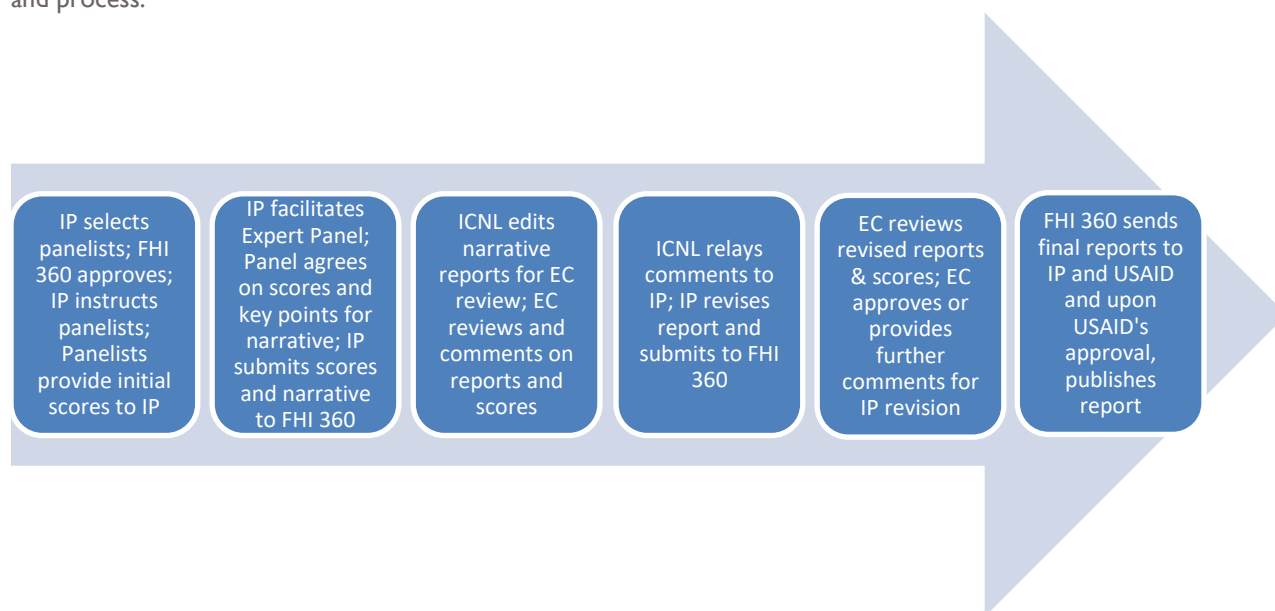 and process.
IP selects
panelists; FHI
360 approves;
IP instructs
panelists;
Panelists
provide initial
scores to IP
IP facilitates
Expert Panel;
Panel agrees
on scores and
key points for
narrative; IP
submits scores
and narrative
to FHI 360
ICNL edits
narrative
reports for EC
review; EC
reviews and
comments on
reports and
scores
ICNL relays
comments to
IP; IP revises
report and
submits to FHI
360
EC reviews
revised reports
& scores; EC
approves or
provides
further
comments for
IP revision
FHI 360 sends
final reports to
IP and USAID
and upon
USAID's
approval,
publishes
report